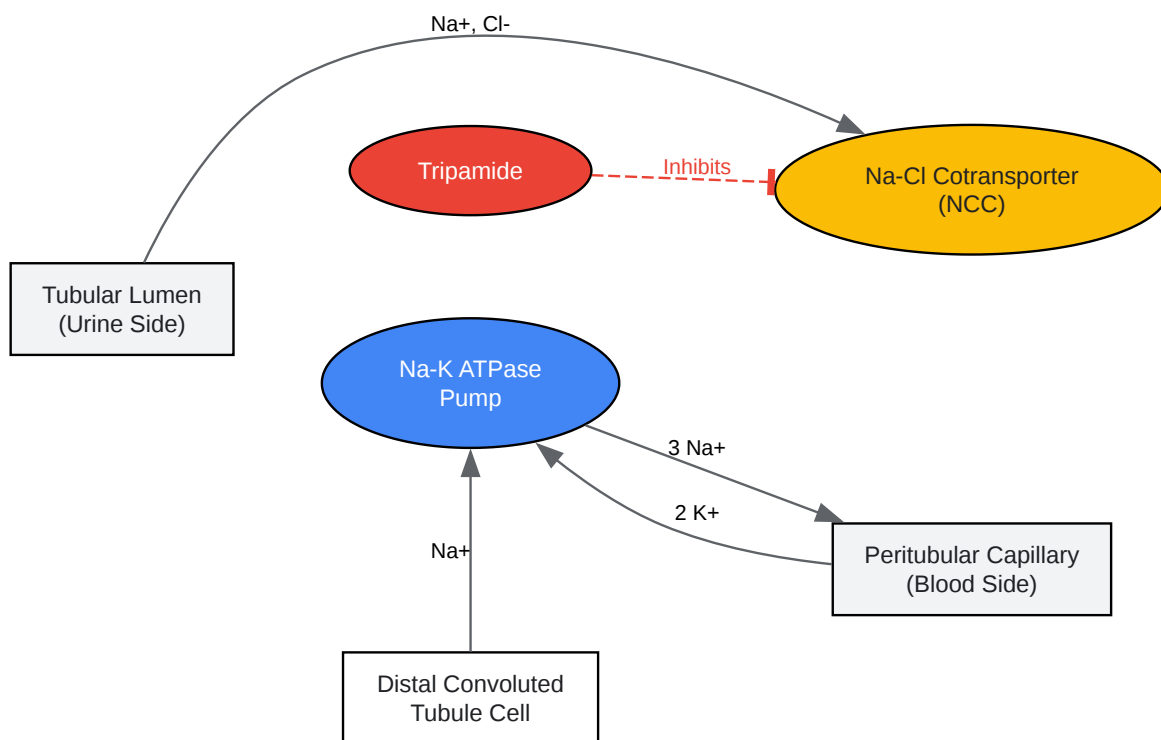 Na+, Cl-
Tripamide
Inhibits
Na-Cl Cotransporter
(NCC)
Tubular Lumen
(Urine Side)
Na-K ATPase
Pump
3 Na+
2 K+
Na+
Peritubular Capillary
(Blood Side)
Distal Convoluted
Tubule Cell